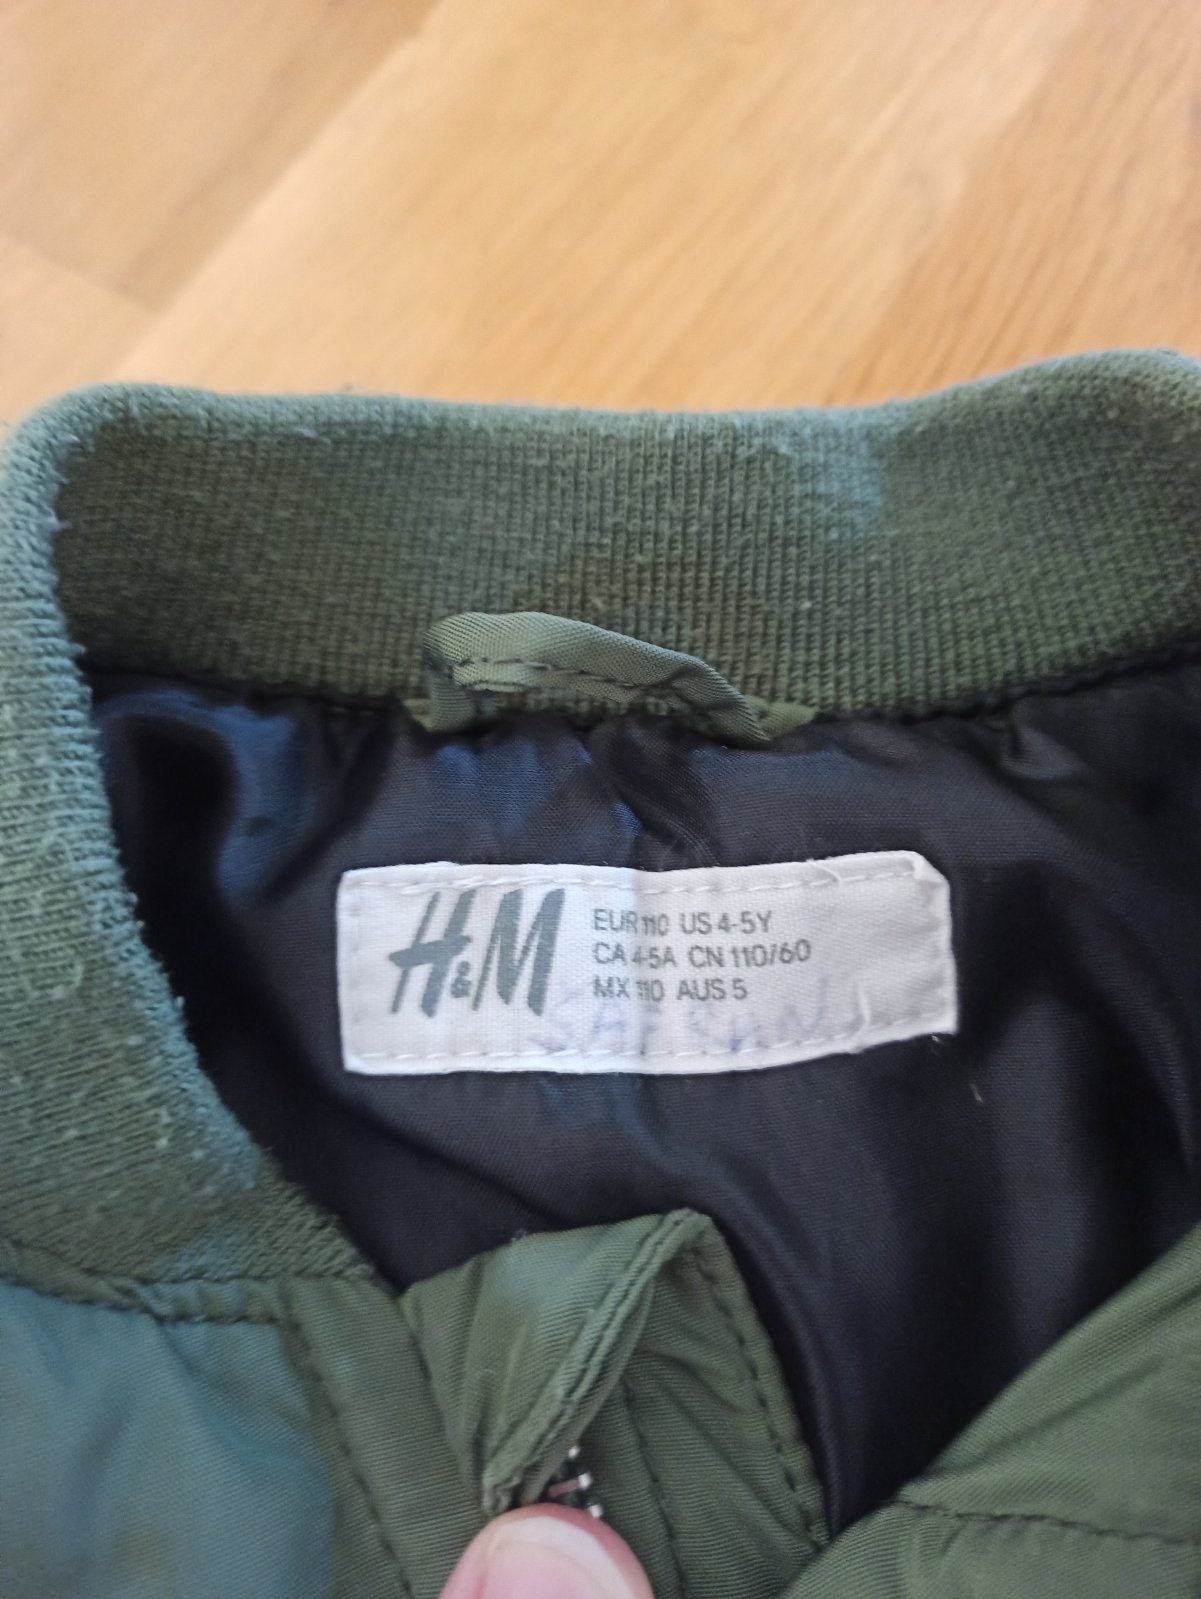 H&M
EUR 110 US 4-5Y
CA 4-5A CN 110/60
MX 110 AUS 5